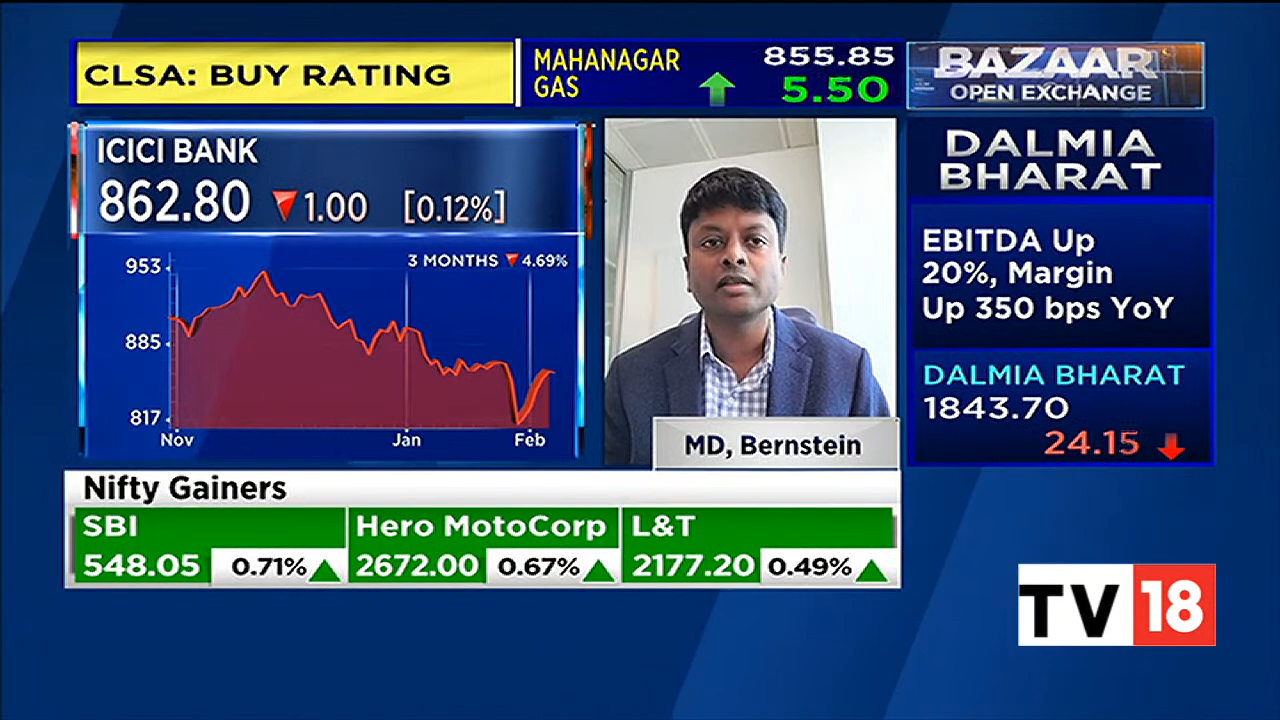 CLSA: BUY RATING
MAHANAGAR
GAS
855.85
5.50
BAZAAR
OPEN EXCHANGE
ICICI BANK
862.80 1.00 [0.12%]
3 MONTHS 4.69%
953
885
817
Nov Jan Feb
MD, Bernstein
DALMIA
BHARAT
EBITDA Up
20%, Margin
Up 350 bps YoY
DALMIA BHARAT
1843.70
24.15
Nifty Gainers
SBI
548.05 0.71%
Hero MotoCorp
2672.00 0.67%
L&T
2177.20 0.49%
TV18